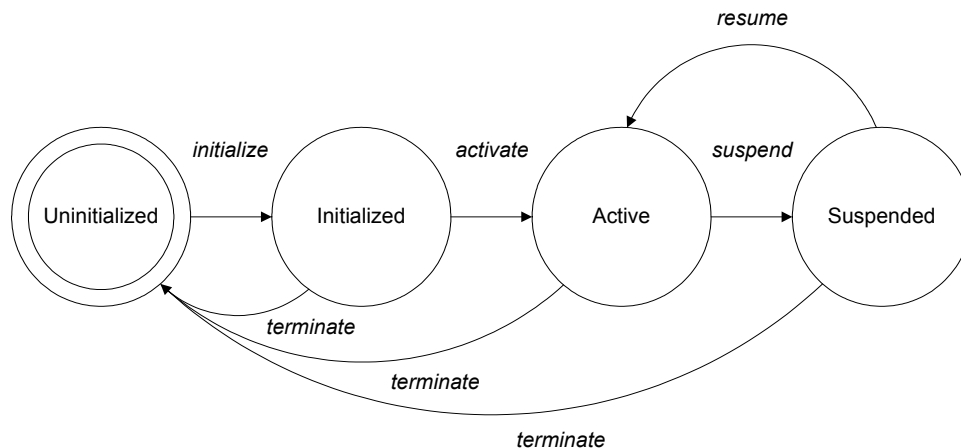 resume
initialize
activate
suspend
Uninitialized
Initialized
Active
Suspended
terminate
terminate
terminate